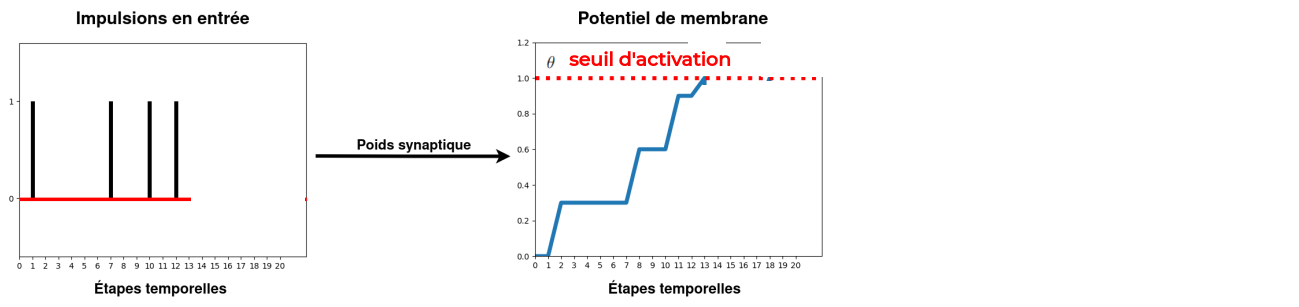 Impulsions en entrée
1
0
0 1 2 3 4 5 6 7 8 9 10 11 12 13 14 15 16 17 18 19 20
Étapes temporelles
Poids synaptique
Potentiel de membrane
1.2
θ seuil d'activation
1.0
0.8
0.6
0.4
0.2
0.0
0 1 2 3 4 5 6 7 8 9 10 11 12 13 14 15 16 17 18 19 20
Étapes temporelles